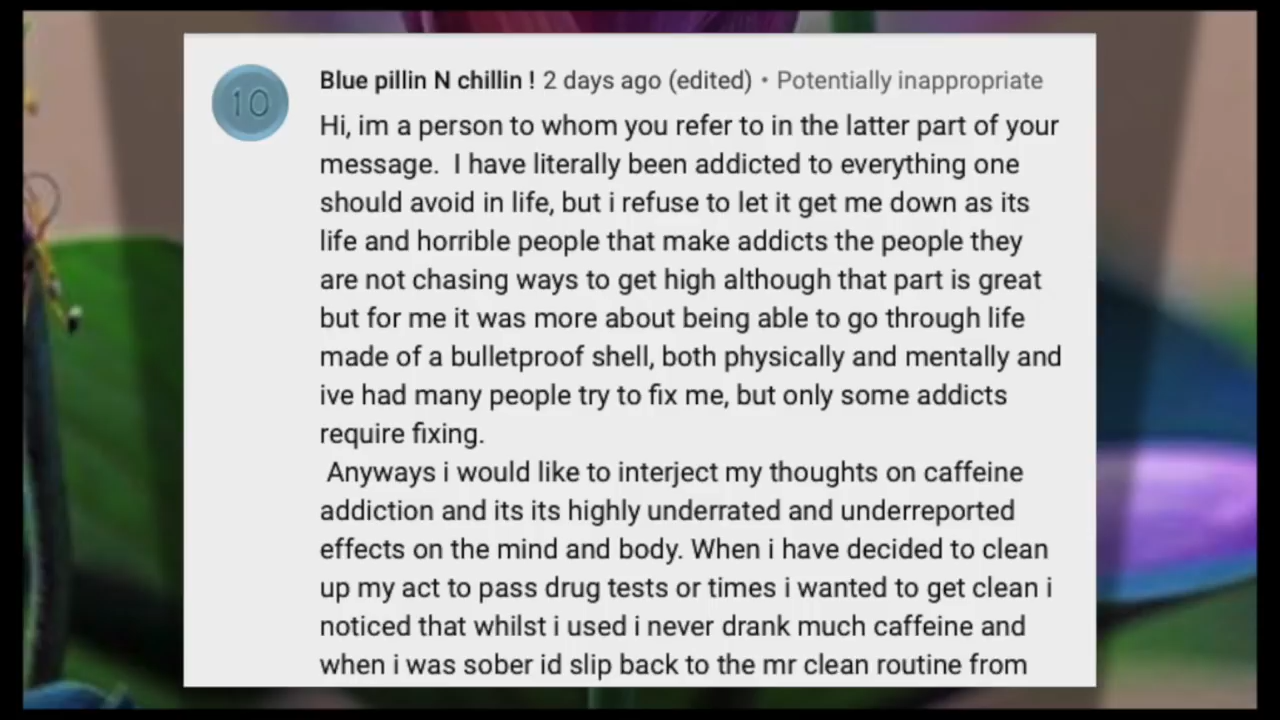 10
Blue pillin N chillin ! 2 days ago (edited) • Potentially inappropriate
Hi, im a person to whom you refer to in the latter part of your
message.  I have literally been addicted to everything one
should avoid in life, but i refuse to let it get me down as its
life and horrible people that make addicts the people they
are not chasing ways to get high although that part is great
but for me it was more about being able to go through life
made of a bulletproof shell, both physically and mentally and
ive had many people try to fix me, but only some addicts
require fixing.
Anyways i would like to interject my thoughts on caffeine
addiction and its its highly underrated and underreported
effects on the mind and body. When i have decided to clean
up my act to pass drug tests or times i wanted to get clean i
noticed that whilst i used i never drank much caffeine and
when i was sober id slip back to the mr clean routine from